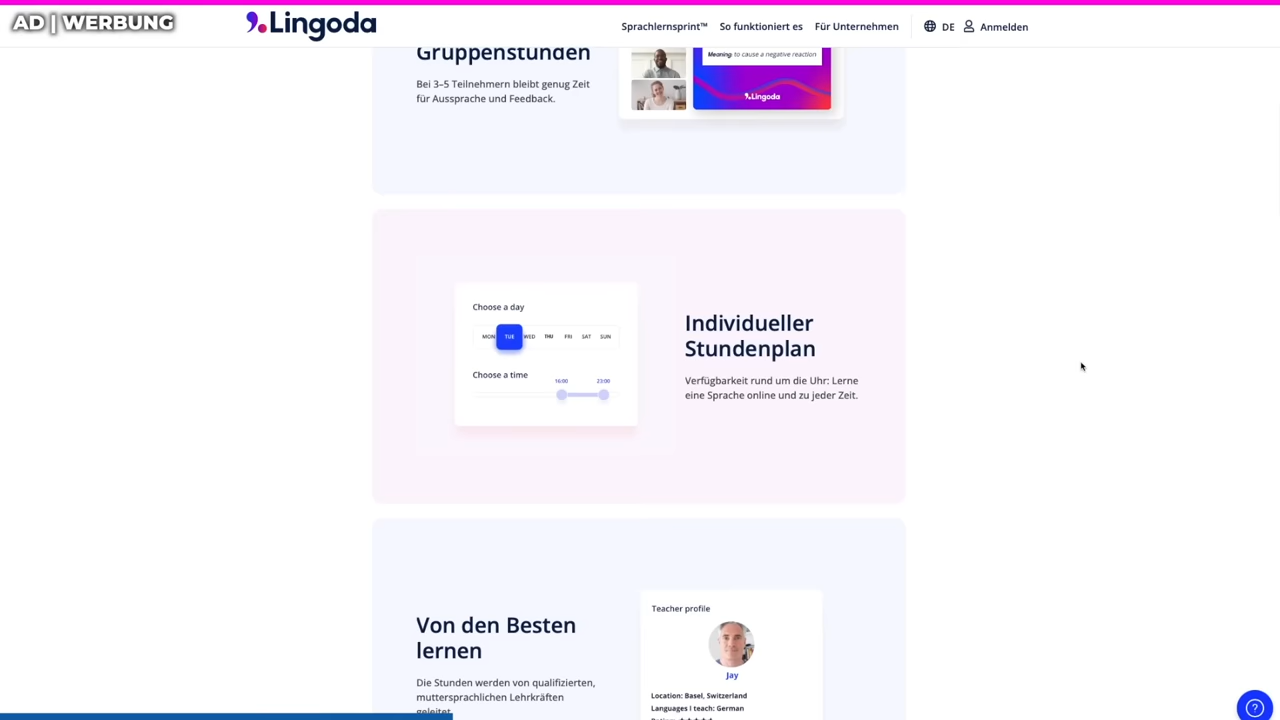 AD | WERBUNG
Lingoda
Sprachlernsprint™ So funktioniert es Für Unternehmen DE Anmelden
Gruppenstunden
Bei 3–5 Teilnehmern bleibt genug Zeit
für Aussprache und Feedback.
Meaning: to cause a negative reaction
Lingoda
Choose a day
MON TUE WED THU FRI SAT SUN
Choose a time
16:00 23:00
Individueller
Stundenplan
Verfügbarkeit rund um die Uhr: Lerne
eine Sprache online und zu jeder Zeit.
Von den Besten
lernen
Die Stunden werden von qualifizierten,
muttersprachlichen Lehrkräften
geleitet
Teacher profile
Jay
Location: Basel, Switzerland
Languages I teach: German